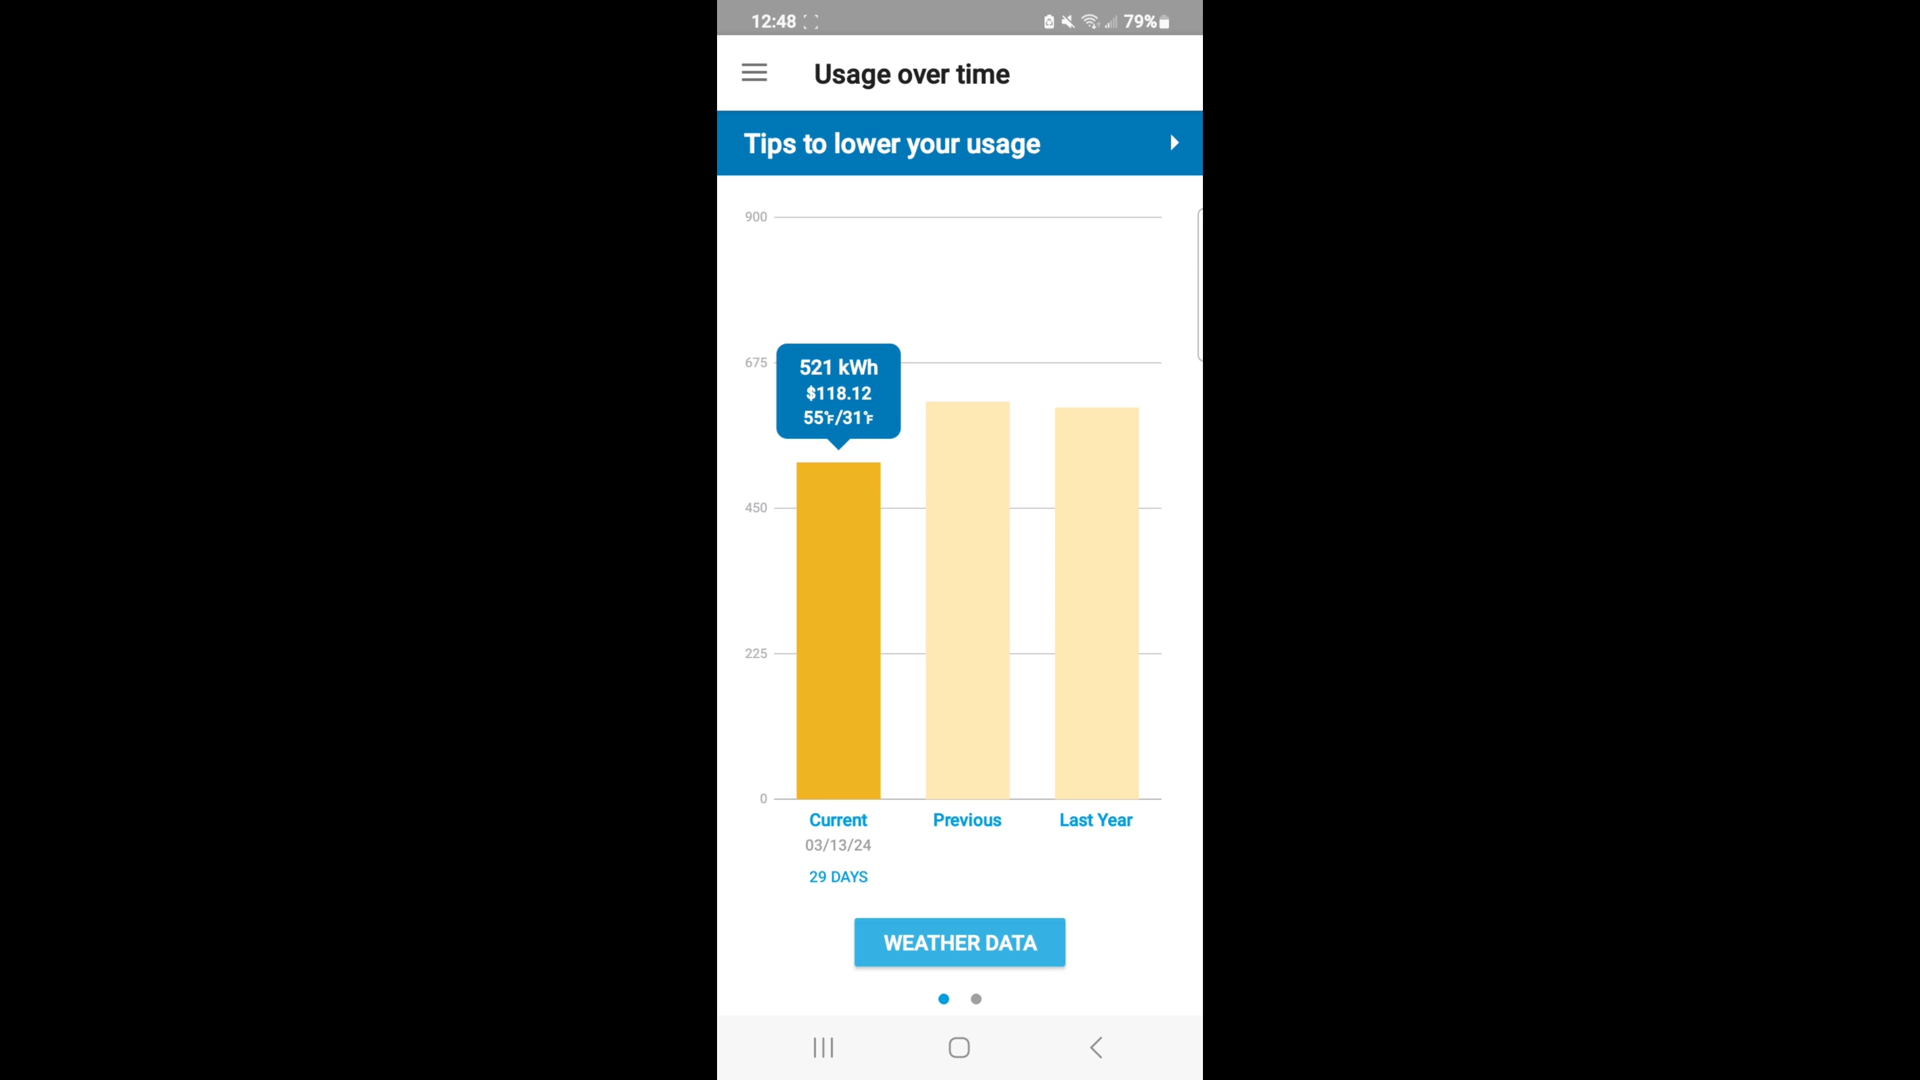 12:48 79%
Usage over time
Tips to lower your usage
900
675
521 kWh
$118.12
55°F/31°F
450
225
0
Current Previous Last Year
03/13/24
29 DAYS
WEATHER DATA